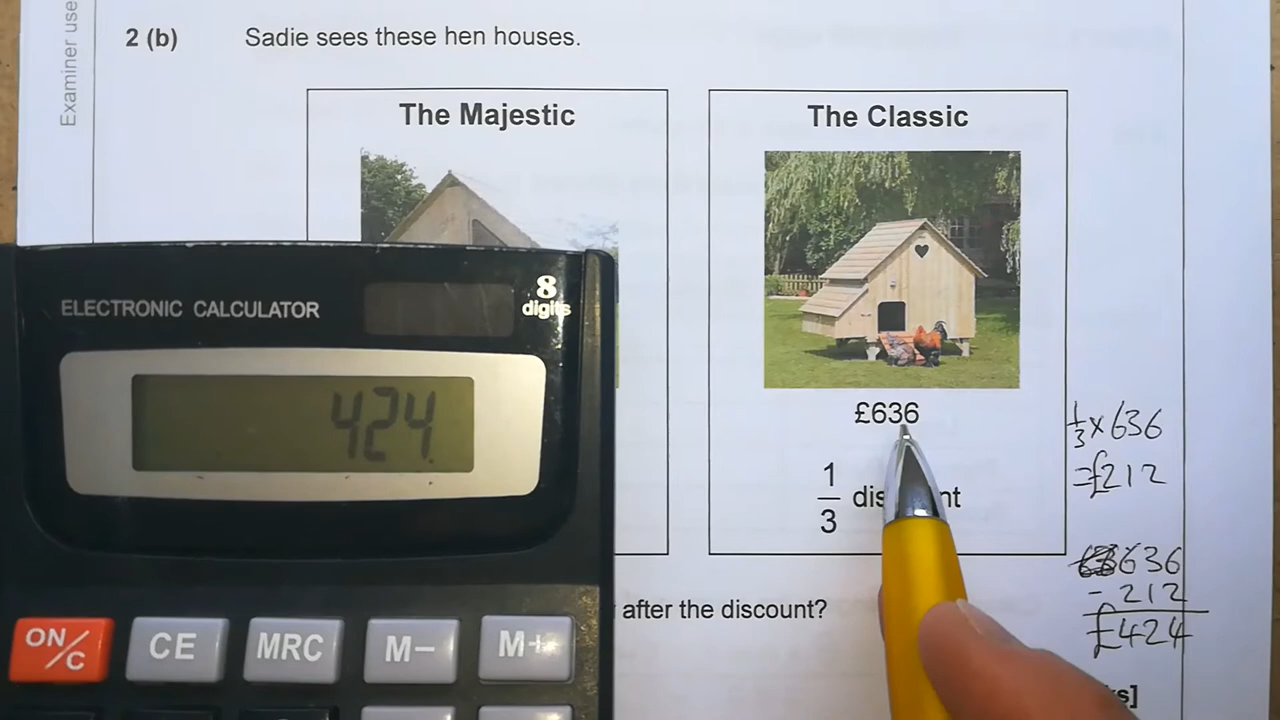 Examiner use
2 (b) Sadie sees these hen houses.
The Majestic
The Classic
£636
1/3
1/3 × 636
= £212
636
- 212
£424
after the discount?
ELECTRONIC CALCULATOR
8
digits
424.
ON/C CE MRC M− M+